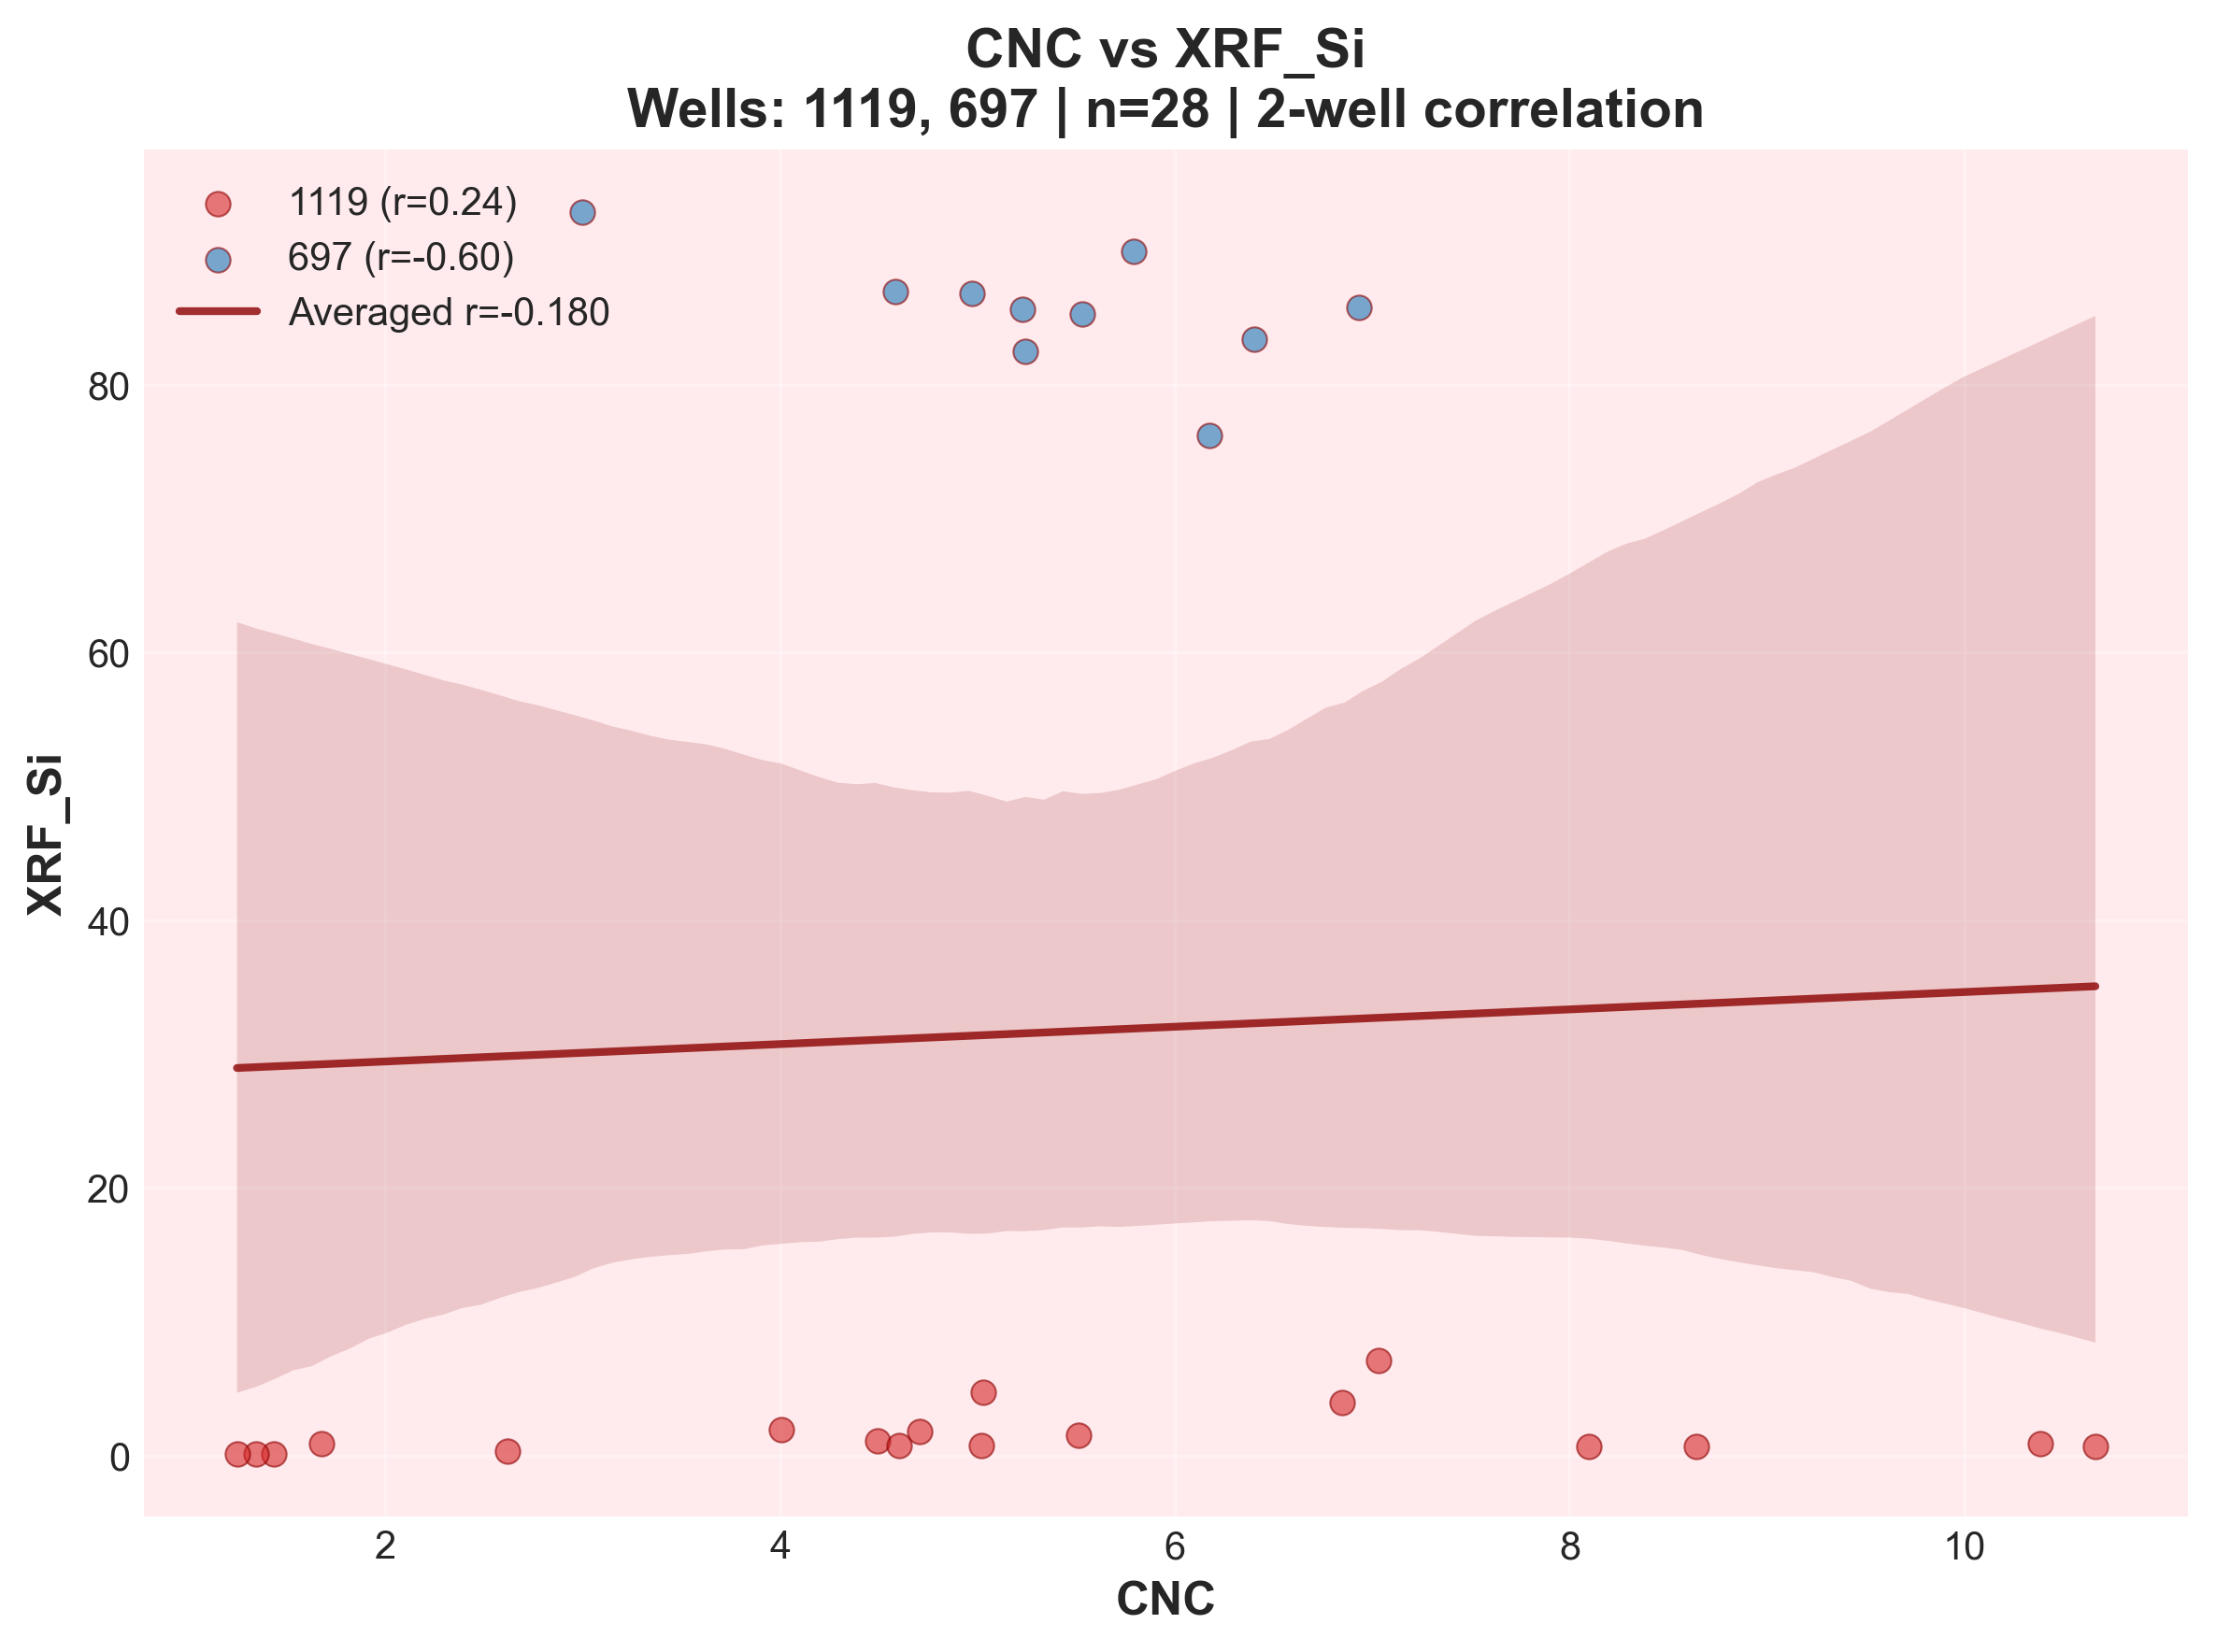 CNC vs XRF_Si
Wells: 1119, 697 | n=28 | 2-well correlation
1119 (r=0.24)
697 (r=-0.60)
Averaged r=-0.180
80
60
40
20
0
XRF_Si
2 4 6 8 10
CNC